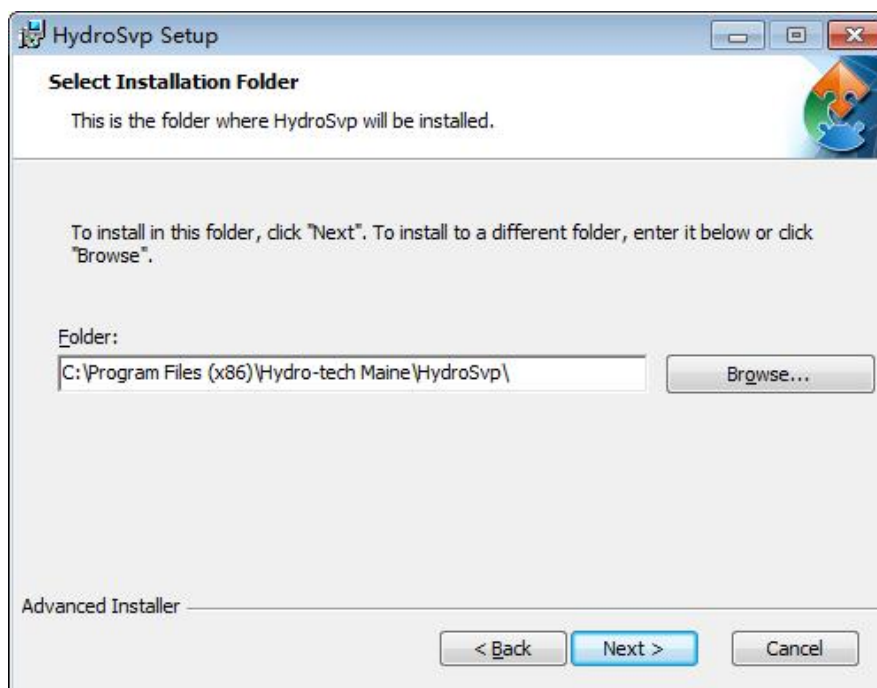 HydroSvp Setup
Select Installation Folder
This is the folder where HydroSvp will be installed.
To install in this folder, click "Next". To install to a different folder, enter it below or click
"Browse".
Folder:
C:\Program Files (x86)\Hydro-tech Maine\HydroSvp\
Browse...
Advanced Installer
< Back
Next >
Cancel